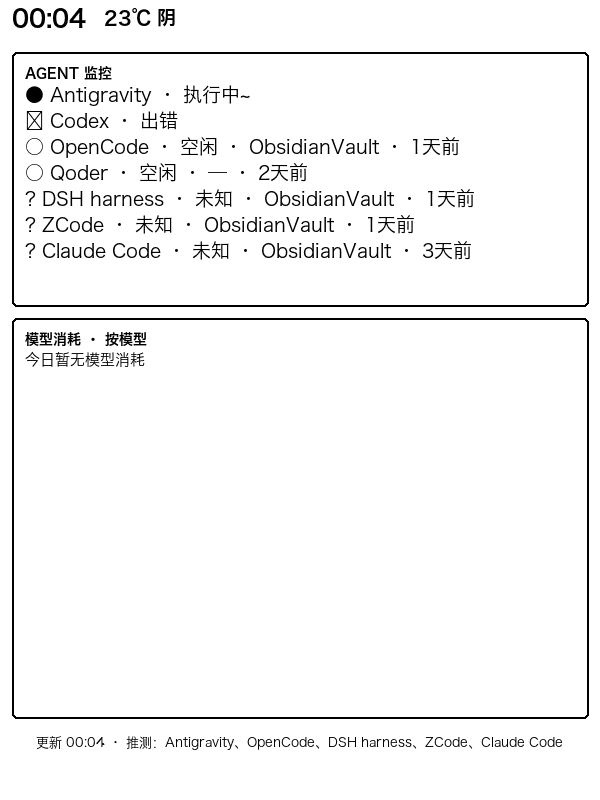 00:04 23℃ 阴
AGENT 监控
● Antigravity · 执行中~
☒ Codex · 出错
○ OpenCode · 空闲 · ObsidianVault · 1天前
○ Qoder · 空闲 · — · 2天前
? DSH harness · 未知 · ObsidianVault · 1天前
? ZCode · 未知 · ObsidianVault · 1天前
? Claude Code · 未知 · ObsidianVault · 3天前
模型消耗 · 按模型
今日暂无模型消耗
更新 00:04 · 推测：Antigravity、OpenCode、DSH harness、ZCode、Claude Code